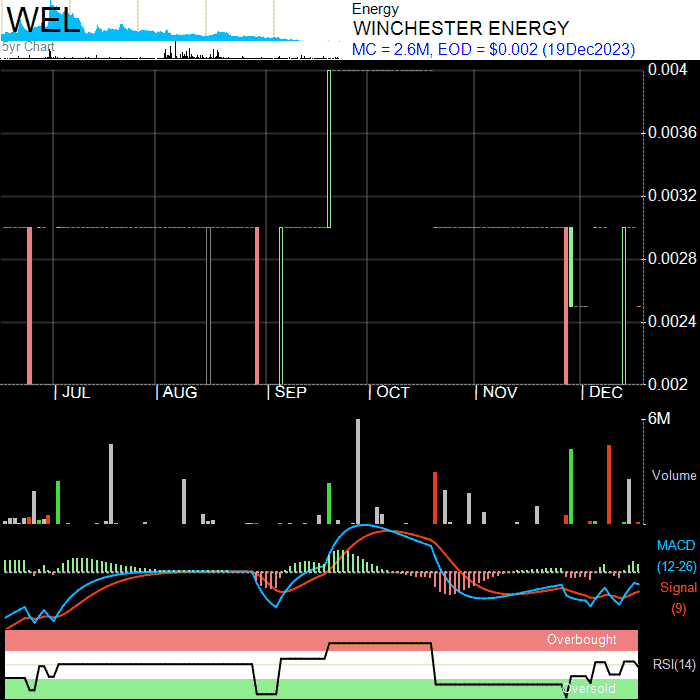 WEL
5yr Chart
Energy
WINCHESTER ENERGY
MC = 2.6M, EOD = $0.002 (19Dec2023)
0.004
0.0036
0.0032
0.0028
0.0024
0.002
JUL AUG SEP OCT NOV DEC
6M
Volume
MACD
(12-26)
Signal
(9)
Overbought
RSI(14)
Oversold